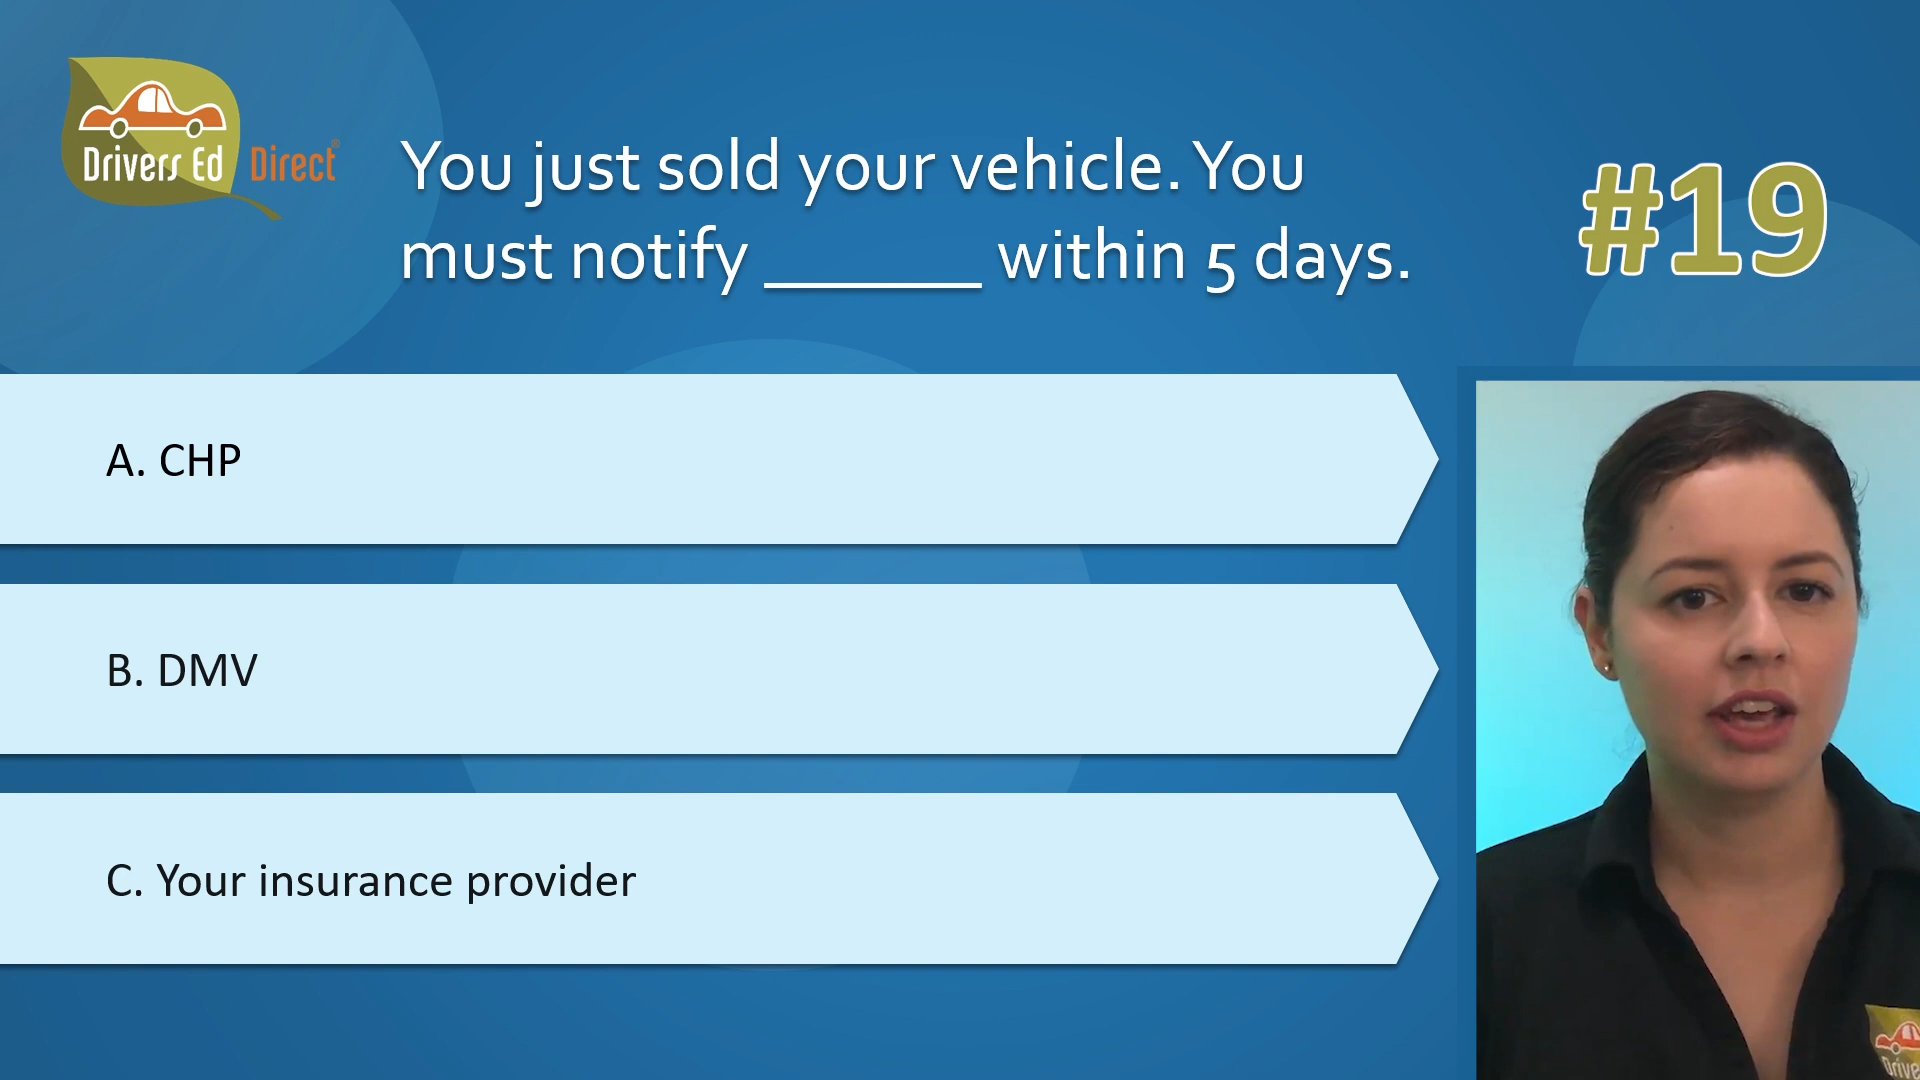 Drivers Ed Direct®
You just sold your vehicle. You
must notify ______ within 5 days.
#19
A. CHP
B. DMV
C. Your insurance provider